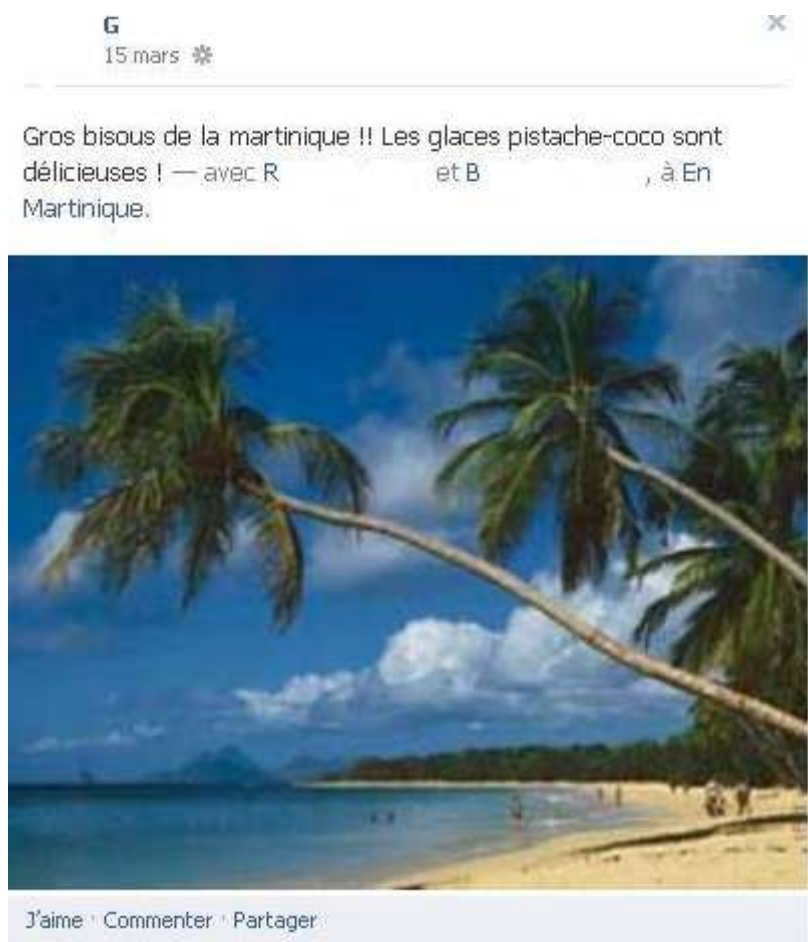 G
15 mars
Gros bisous de la martinique !! Les glaces pistache-coco sont
délicieuses ! — avec R et B , à En
Martinique.
J'aime · Commenter · Partager